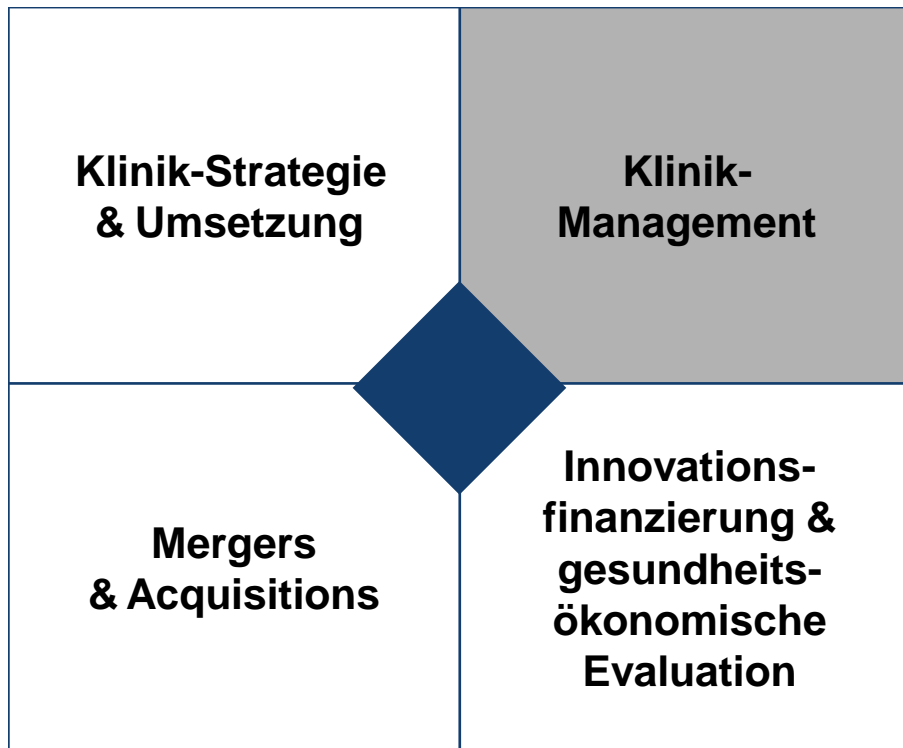 Klinik-Strategie
& Umsetzung
Klinik-
Management
Mergers
& Acquisitions
Innovations-
finanzierung &
gesundheits-
ökonomische
Evaluation